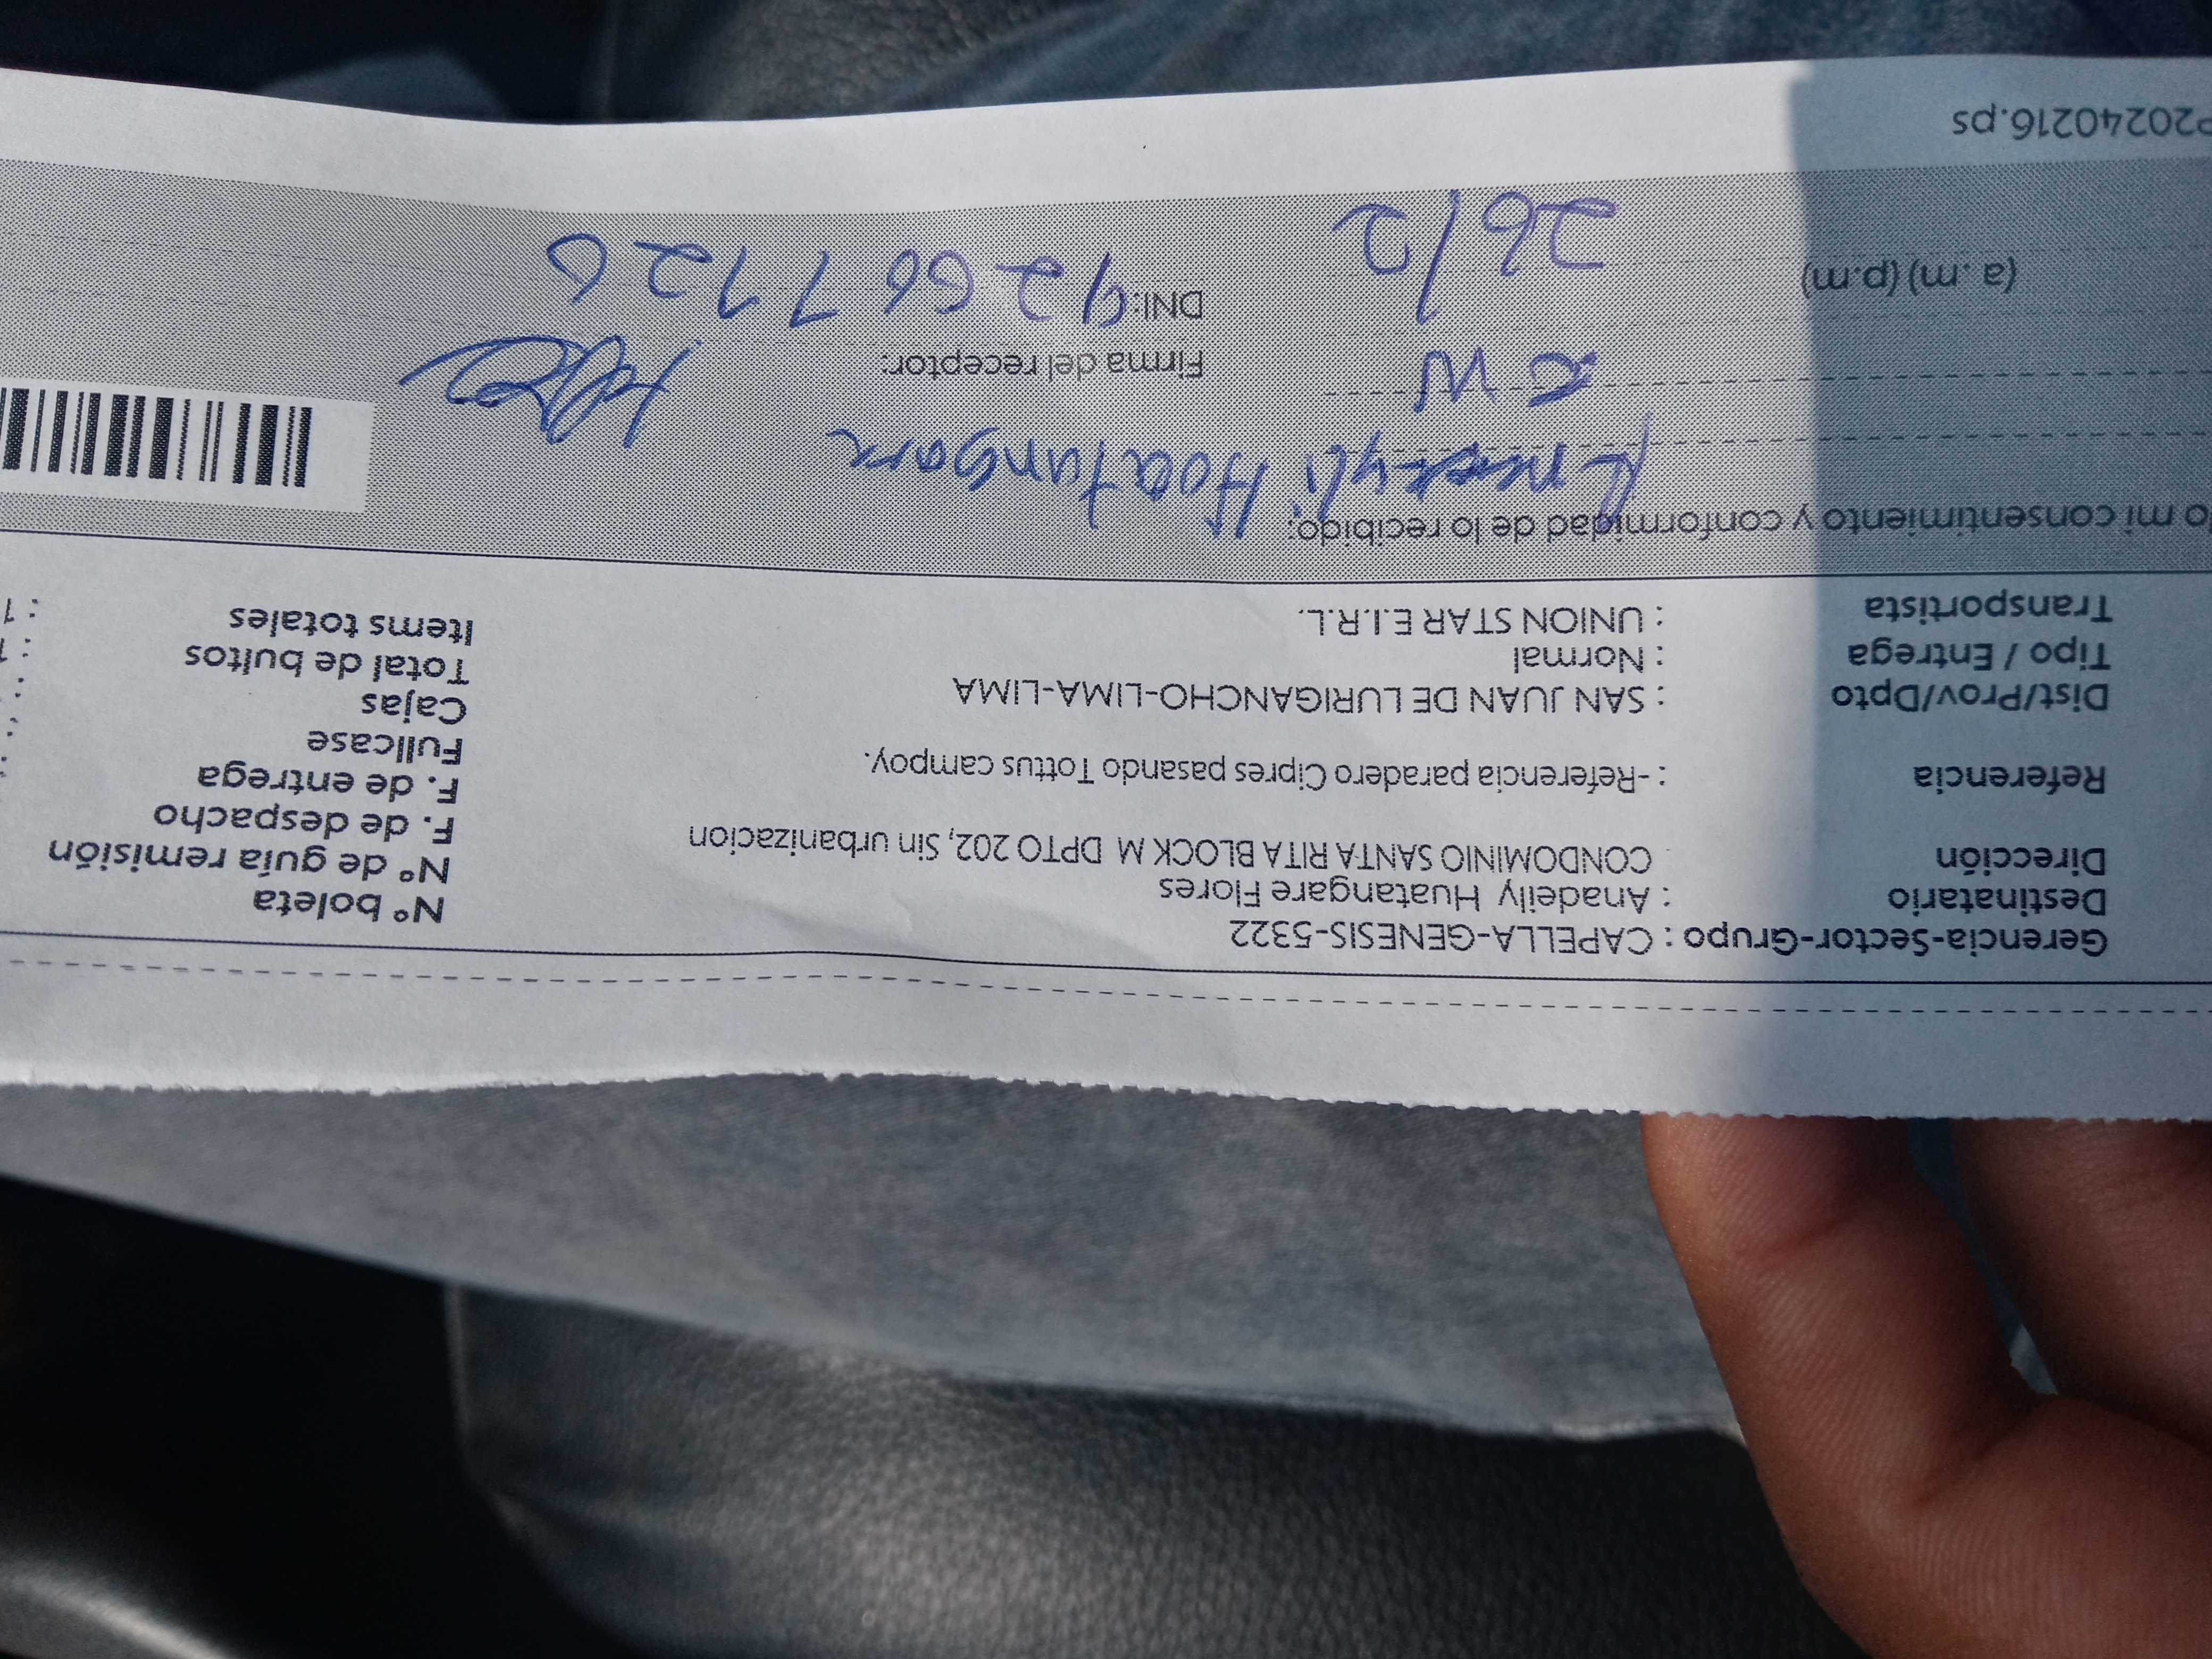 Gerencia-Sector-Grupo : CAPELLA-GENESIS-5322
Destinatario : Anadeily Huatangare Flores
Dirección CONDOMINIO SANTA RITA BLOCK M DPTO 202, Sin urbanizacion
Referencia : -Referencia paradero Cipres pasando Tottus campoy.
Dist/Prov/Dpto : SAN JUAN DE LURIGANCHO-LIMA-LIMA
Tipo / Entrega : Normal
Transportista : UNION STAR E.I.R.L.
N° boleta
N° de guía remisión
F. de despacho
F. de entrega :
Fullcase :
Cajas :
Total de bultos : 1
Items totales : 1
o mi consentimiento y conformidad de lo recibido:
Firma del receptor:
(a.m) (p.m) 26/2
DNI:
P20240216.ps